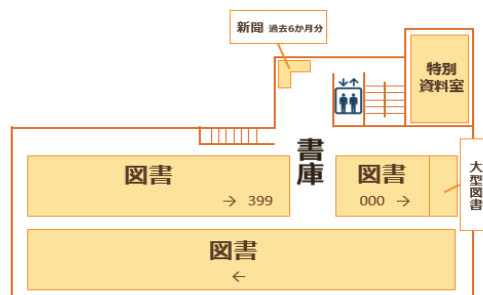 新聞 過去6か月分
特別
資料室
書庫
図書
→ 399
図書
000 →
大型図書
図書
←